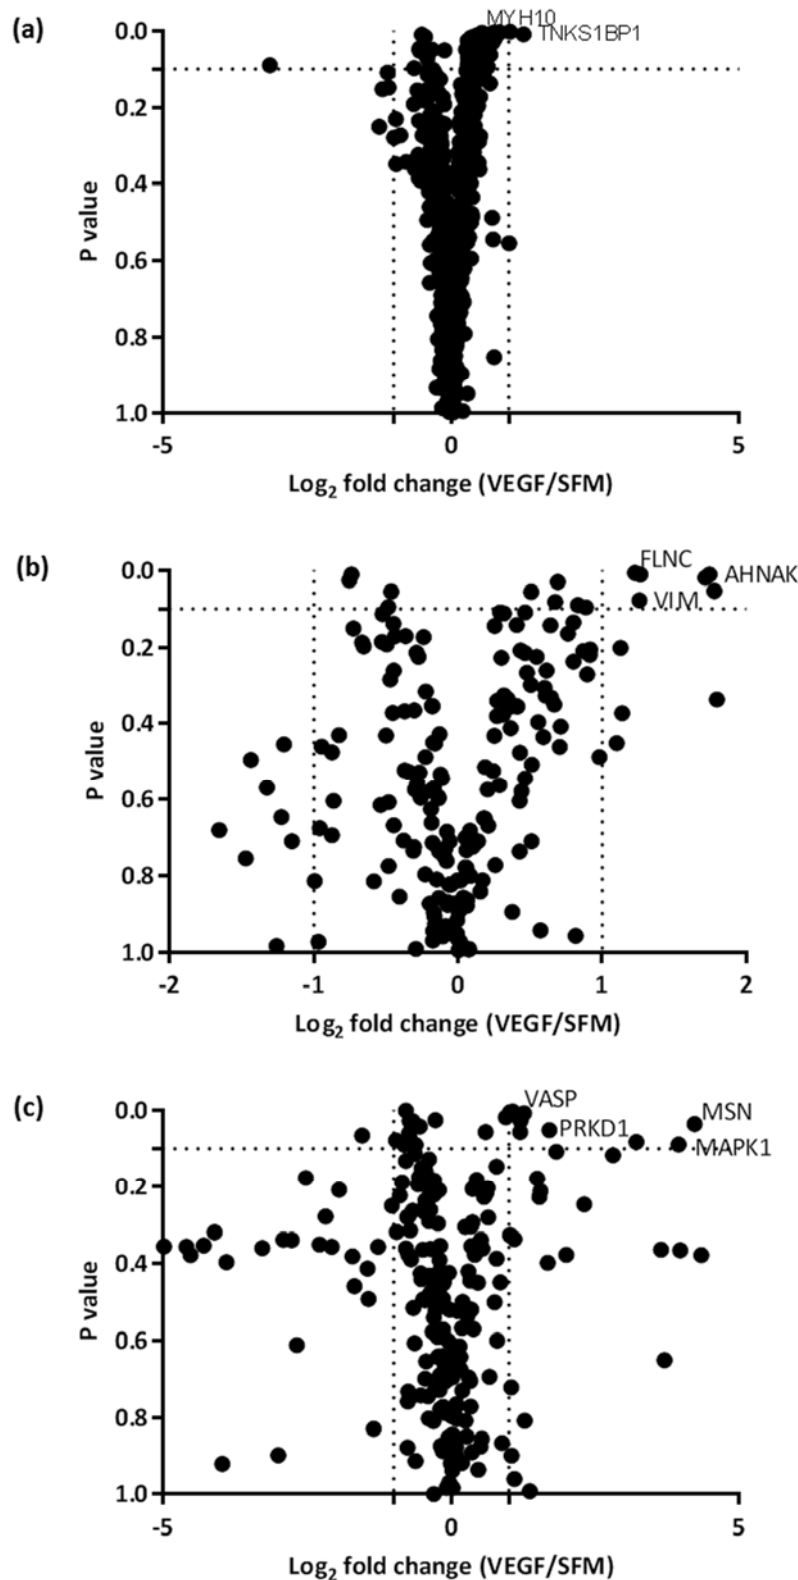 (a)
MYH10
TNKS1BP1
0.0
0.2
0.4
0.6
0.8
1.0
P value
-5
0
5
Log2 fold change (VEGF/SFM)
(b)
FLNC
AHNAK
VIM
0.0
0.2
0.4
0.6
0.8
1.0
P value
-2
-1
0
1
2
Log2 fold change (VEGF/SFM)
(c)
VASP
MSN
PRKD1
MAPK1
0.0
0.2
0.4
0.6
0.8
1.0
P value
-5
0
5
Log2 fold change (VEGF/SFM)